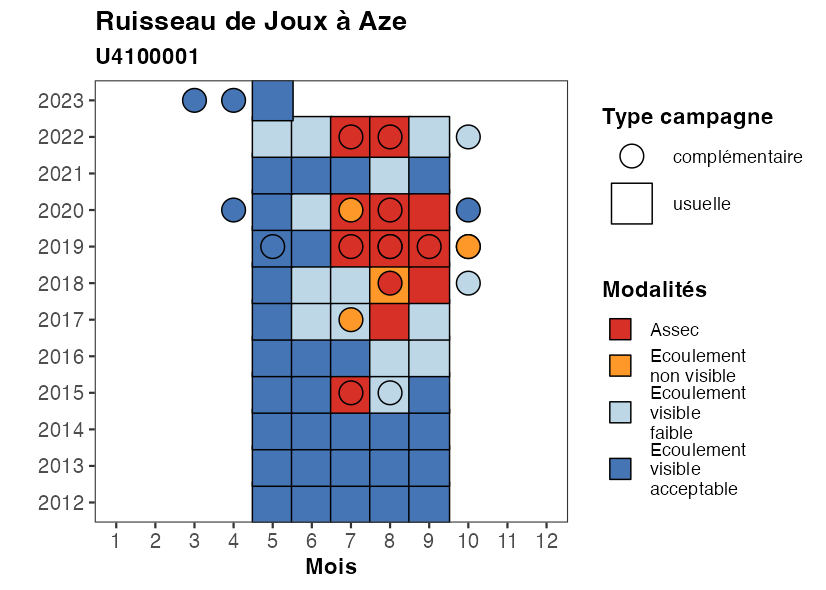 Ruisseau de Joux à Aze
U4100001
2023
2022
2021
2020
2019
2018
2017
2016
2015
2014
2013
2012
1 2 3 4 5 6 7 8 9 10 11 12
Mois
Type campagne
complémentaire
usuelle
Modalités
Assec
Ecoulement
non visible
Ecoulement
visible
faible
Ecoulement
visible
acceptable